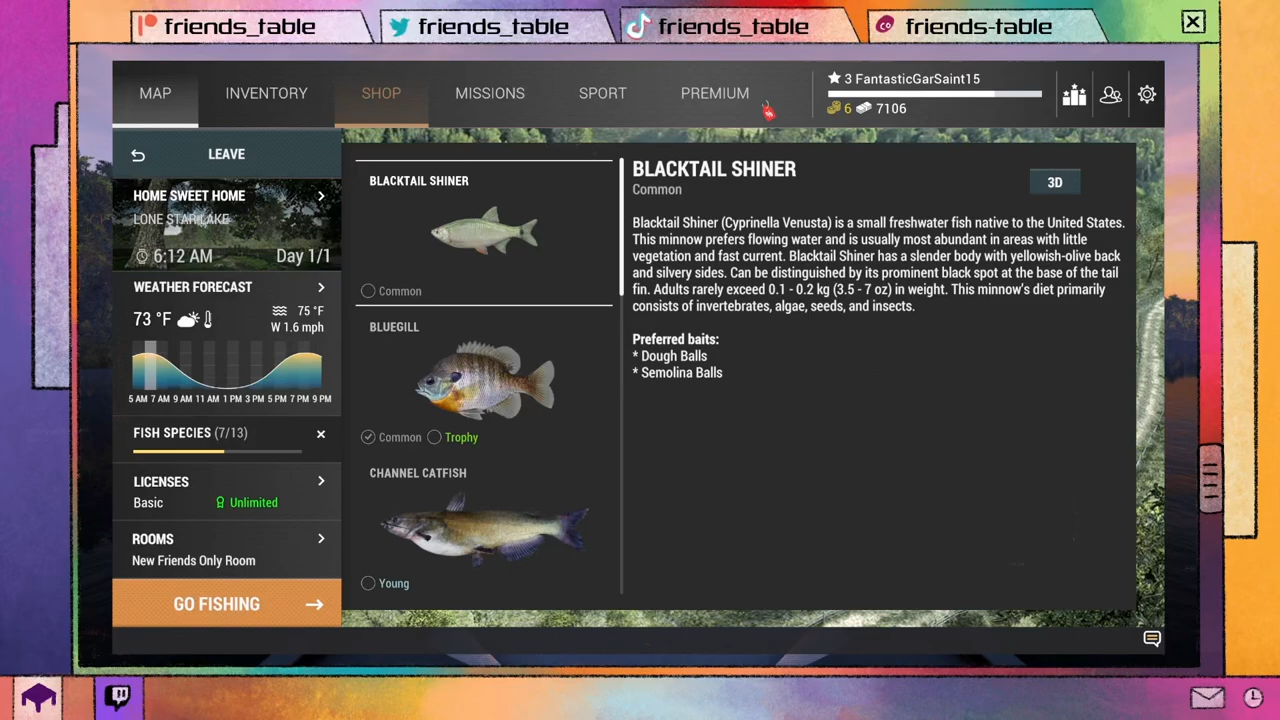 friends_table
friends_table
friends_table
friends-table
MAP
INVENTORY
SHOP
MISSIONS
SPORT
PREMIUM
3 FantasticGarSaint15
6 7106
LEAVE
HOME SWEET HOME
LONE STAR LAKE
6:12 AM Day 1/1
WEATHER FORECAST
73 °F
75 °F
W 1.6 mph
5 AM 7 AM 9 AM 11 AM 1 PM 3 PM 5 PM 7 PM 9 PM
FISH SPECIES (7/13)
LICENSES
Basic Unlimited
ROOMS
New Friends Only Room
GO FISHING
BLACKTAIL SHINER
Common
BLUEGILL
Common Trophy
CHANNEL CATFISH
Young
BLACKTAIL SHINER
Common
3D
Blacktail Shiner (Cyprinella Venusta) is a small freshwater fish native to the United States.
This minnow prefers flowing water and is usually most abundant in areas with little
vegetation and fast current. Blacktail Shiner has a slender body with yellowish-olive back
and silvery sides. Can be distinguished by its prominent black spot at the base of the tail
fin. Adults rarely exceed 0.1 - 0.2 kg (3.5 - 7 oz) in weight. This minnow's diet primarily
consists of invertebrates, algae, seeds, and insects.
Preferred baits:
* Dough Balls
* Semolina Balls